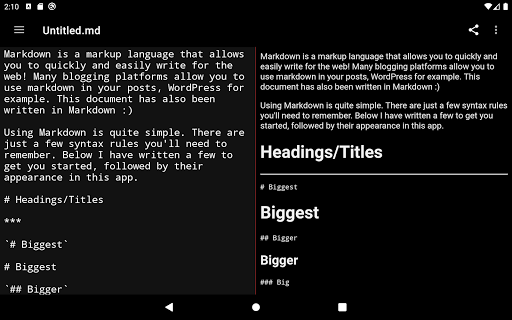 2:10
Untitled.md
Markdown is a markup language that allows
you to quickly and easily write for the
web! Many blogging platforms allow you to
use markdown in your posts, WordPress for
example. This document has also been
written in Markdown :)
Using Markdown is quite simple. There are
just a few syntax rules you'll need to
remember. Below I have written a few to
get you started, followed by their
appearance in this app.
# Headings/Titles
***
`# Biggest`
# Biggest
`## Bigger`
Markdown is a markup language that allows you to quickly and
easily write for the web! Many blogging platforms allow you to
use markdown in your posts, WordPress for example. This
document has also been written in Markdown :)
Using Markdown is quite simple. There are just a few syntax rules
you'll need to remember. Below I have written a few to get you
started, followed by their appearance in this app.
Headings/Titles
# Biggest
Biggest
## Bigger
Bigger
### Big